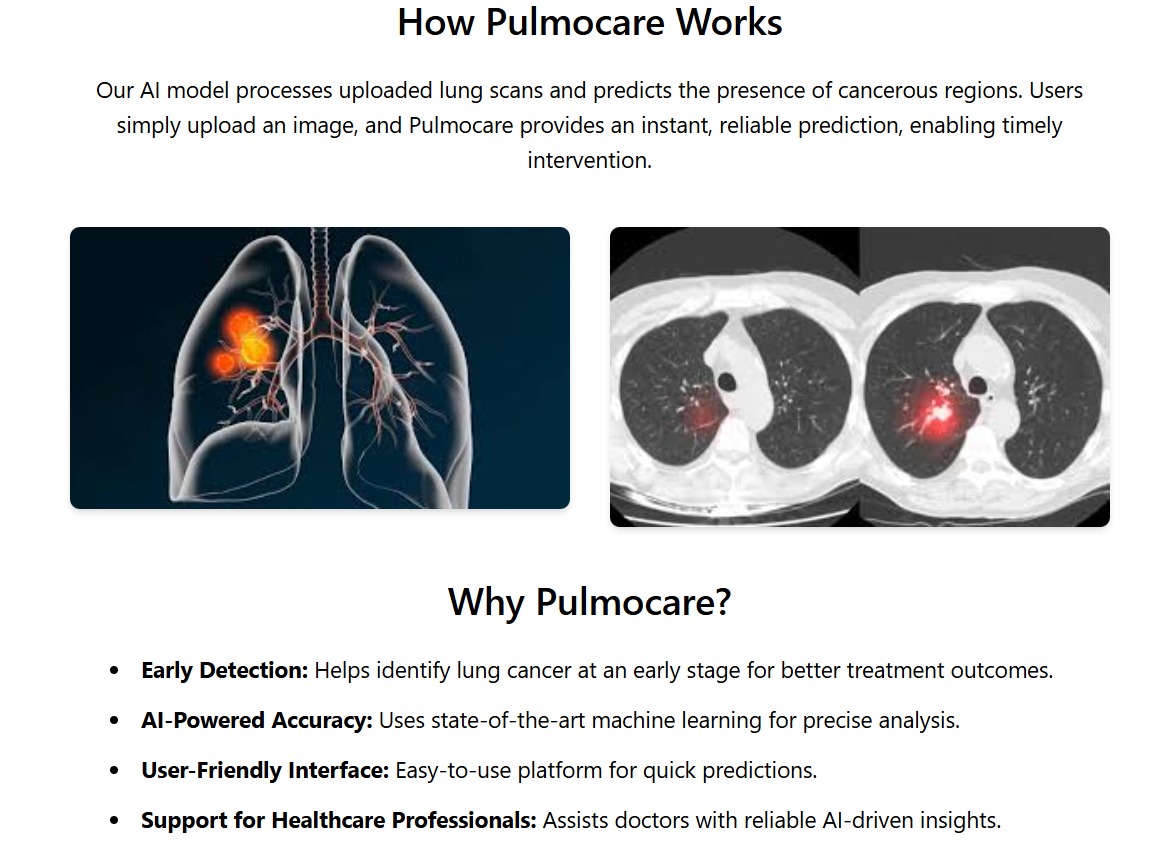 How Pulmocare Works
Our AI model processes uploaded lung scans and predicts the presence of cancerous regions. Users
simply upload an image, and Pulmocare provides an instant, reliable prediction, enabling timely
intervention.
Why Pulmocare?
• Early Detection: Helps identify lung cancer at an early stage for better treatment outcomes.
• AI-Powered Accuracy: Uses state-of-the-art machine learning for precise analysis.
• User-Friendly Interface: Easy-to-use platform for quick predictions.
• Support for Healthcare Professionals: Assists doctors with reliable AI-driven insights.